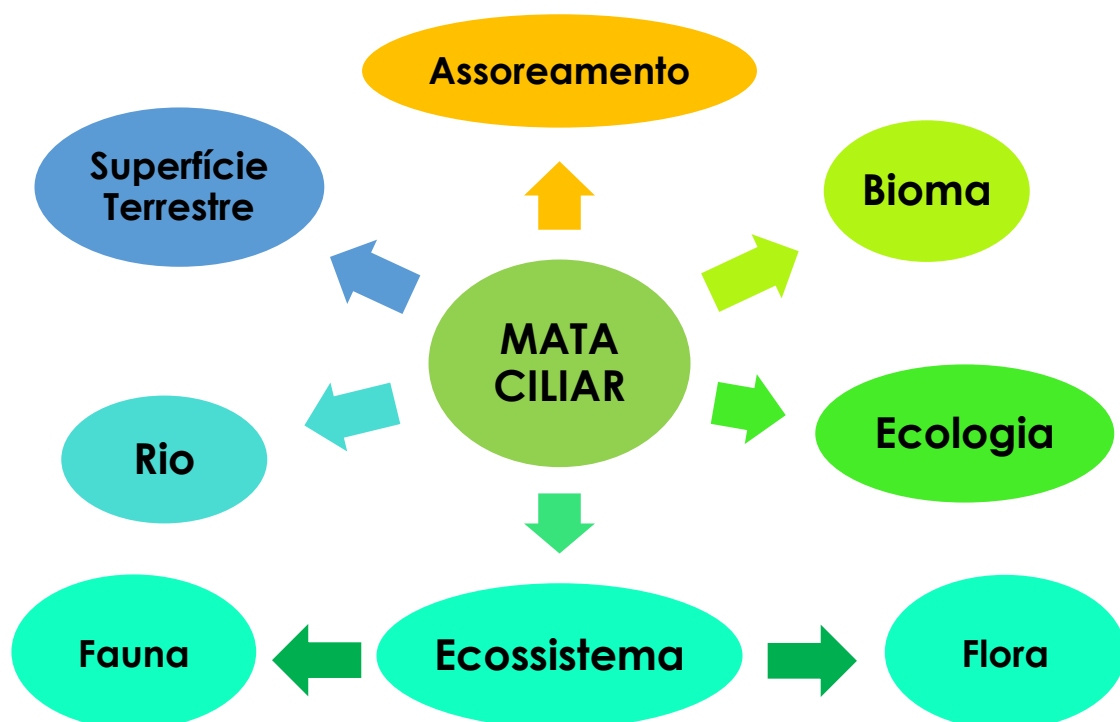 Assoreamento
Superfície
Terrestre
Bioma
MATA
CILIAR
Ecologia
Rio
Fauna
Ecossistema
Flora